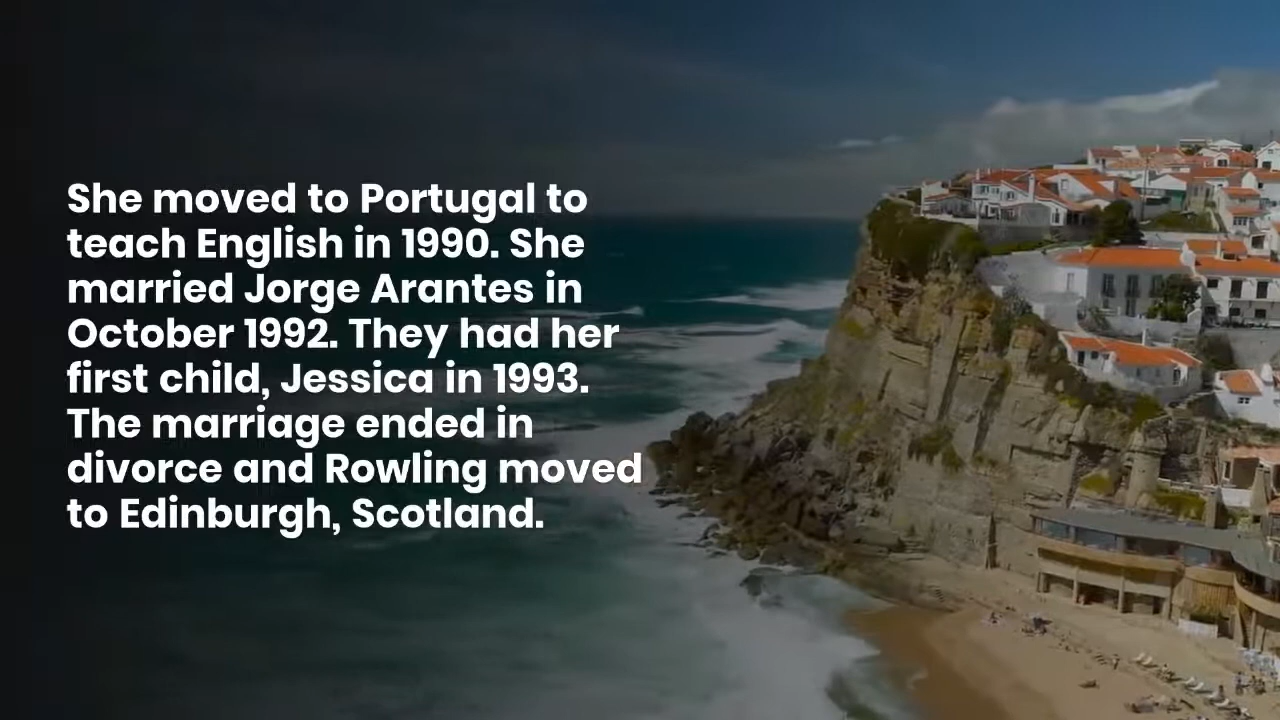 She moved to Portugal to
teach English in 1990. She
married Jorge Arantes in
October 1992. They had her
first child, Jessica in 1993.
The marriage ended in
divorce and Rowling moved
to Edinburgh, Scotland.